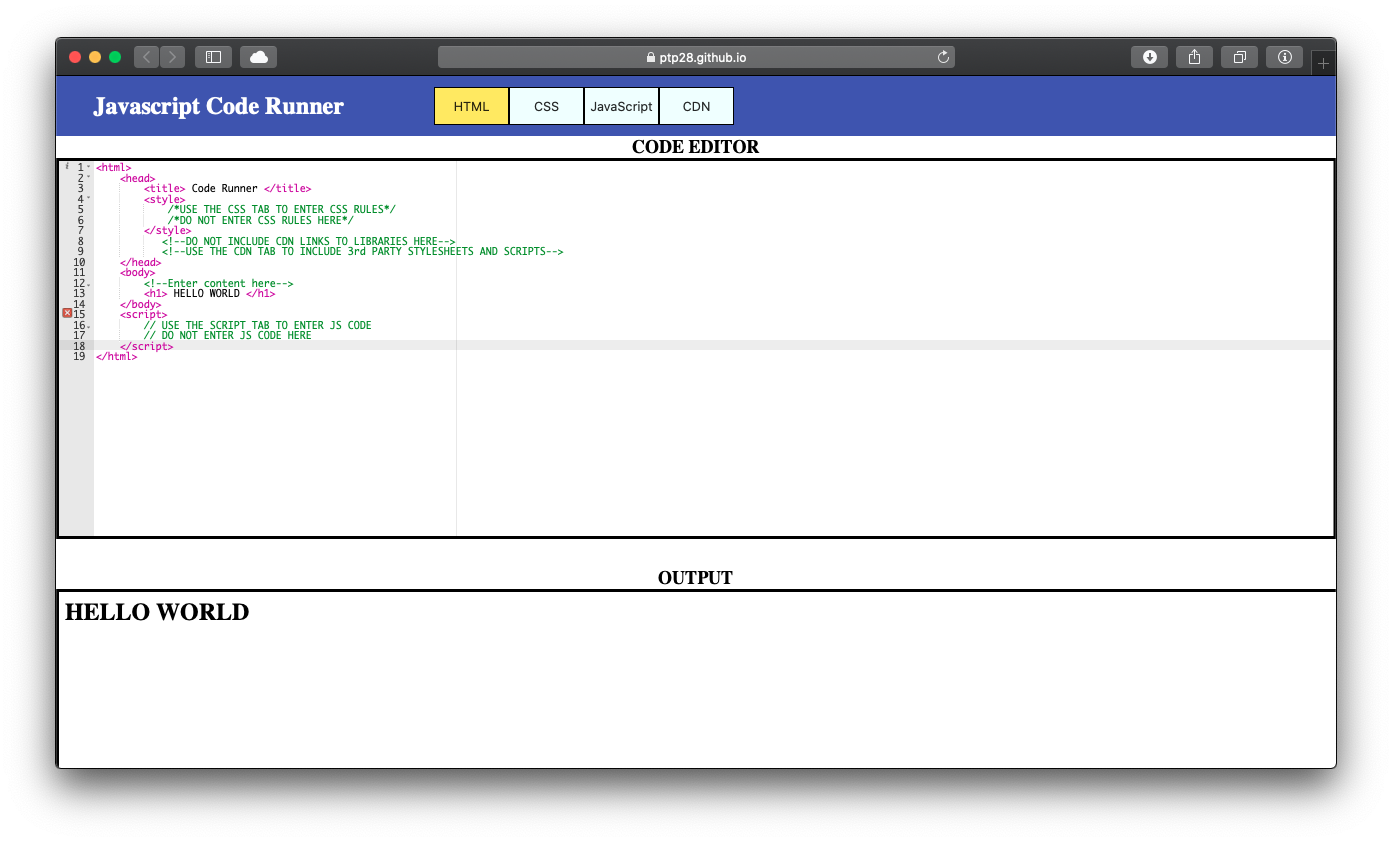 ptp28.github.io
Javascript Code Runner
HTML CSS JavaScript CDN
CODE EDITOR
1 <html>
2 <head>
3 <title> Code Runner </title>
4 <style>
5 /*USE THE CSS TAB TO ENTER CSS RULES*/
6 /*DO NOT ENTER CSS RULES HERE*/
7 </style>
8 <!--DO NOT INCLUDE CDN LINKS TO LIBRARIES HERE-->
9 <!--USE THE CDN TAB TO INCLUDE 3rd PARTY STYLESHEETS AND SCRIPTS-->
10 </head>
11 <body>
12 <!--Enter content here-->
13 <h1> HELLO WORLD </h1>
14 </body>
15 <script>
16 // USE THE SCRIPT TAB TO ENTER JS CODE
17 // DO NOT ENTER JS CODE HERE
18 </script>
19 </html>
OUTPUT
HELLO WORLD